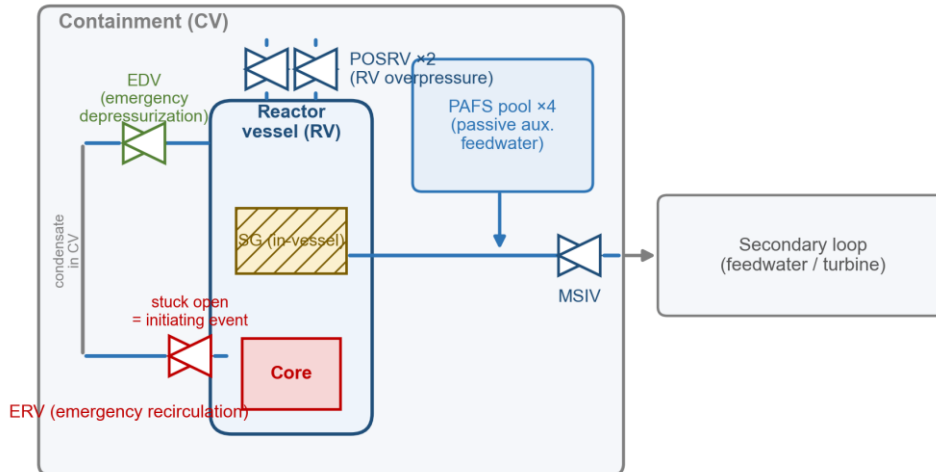 Containment (CV)
POSRV ×2
(RV overpressure)
EDV
(emergency
depressurization)
Reactor
vessel (RV)
PAFS pool ×4
(passive aux.
feedwater)
condensate
in CV
SG (in-vessel)
MSIV
Secondary loop
(feedwater / turbine)
stuck open
= initiating event
Core
ERV (emergency recirculation)